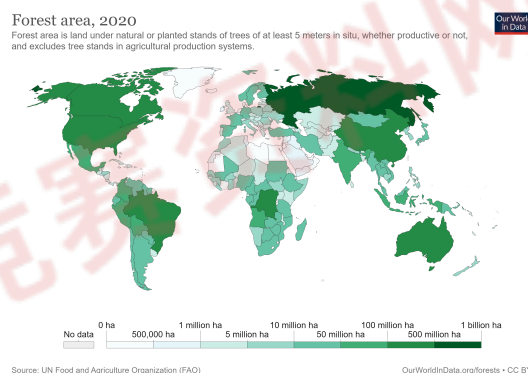 Forest area, 2020
Our World
in Data
Forest area is land under natural or planted stands of trees of at least 5 meters in situ, whether productive or not,
and excludes tree stands in agricultural production systems.
0 ha
1 million ha
10 million ha
100 million ha
1 billion ha
No data
500,000 ha
5 million ha
50 million ha
500 million ha
Source: UN Food and Agriculture Organization (FAO)
OurWorldInData.org/forests • CC BY